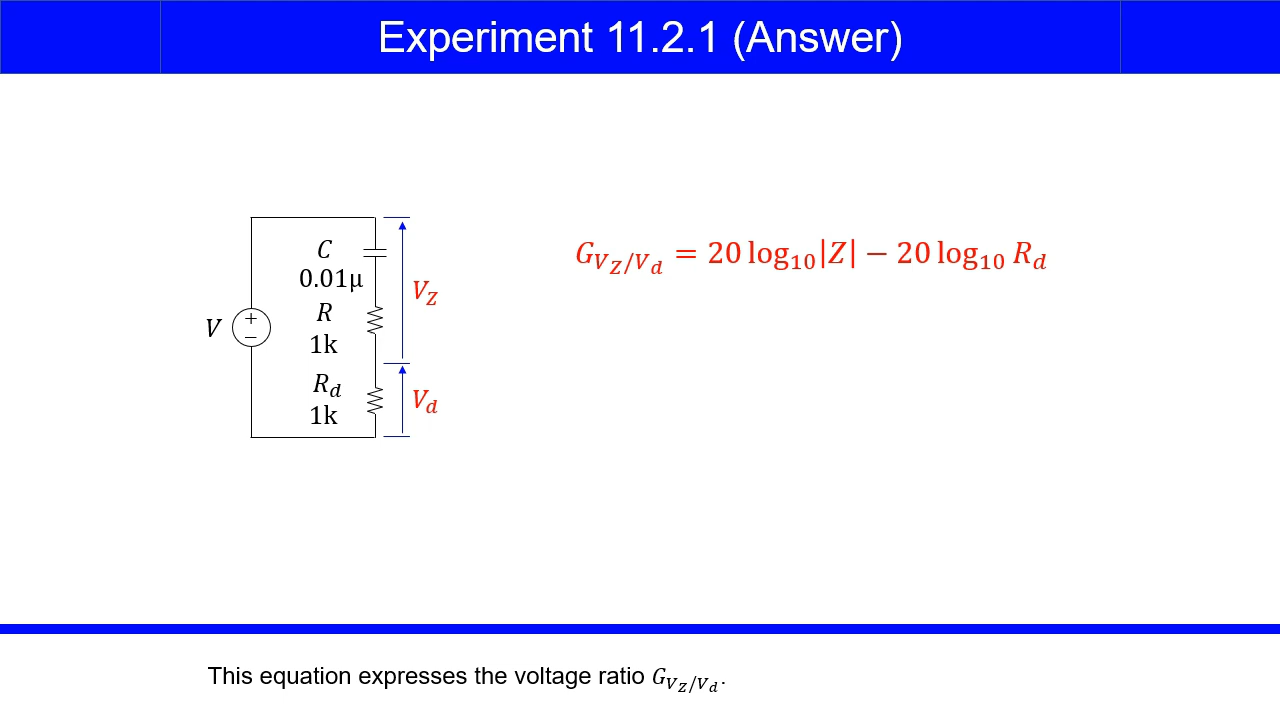 Experiment 11.2.1 (Answer)
C
0.01μ
R
1k
R_d
1k
V
+
−
V_Z
V_d
G_{V_Z/V_d} = 20 log₁₀|Z| − 20 log₁₀ R_d
This equation expresses the voltage ratio G_{V_Z/V_d}.